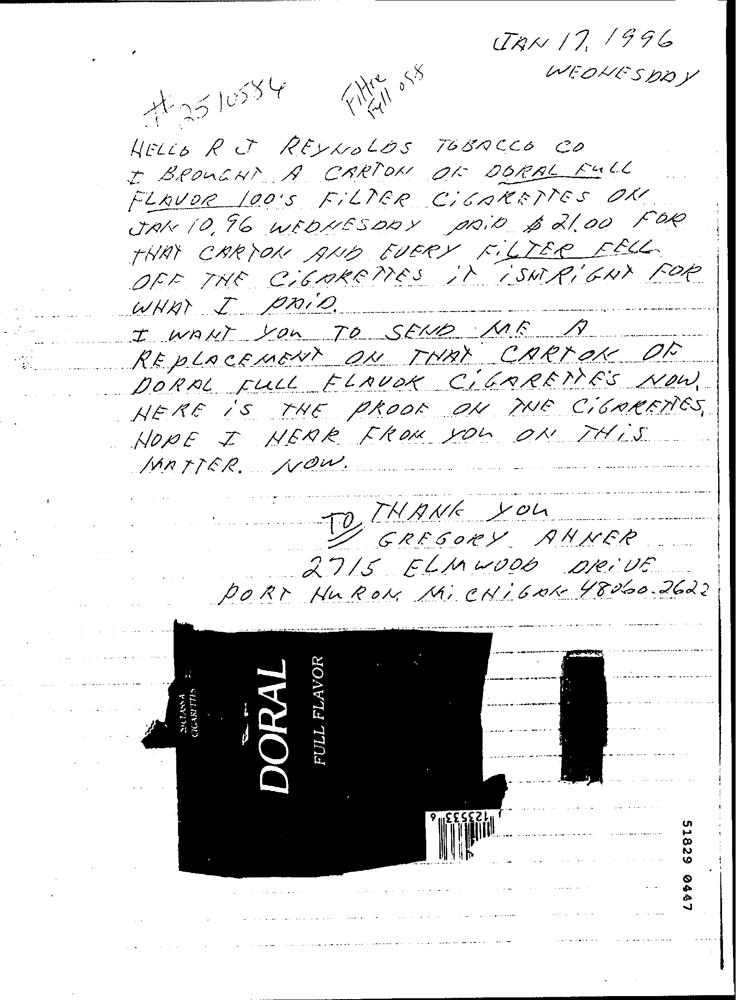 JAN 17, 1996
WEDNESDAY
#2510584
Filtre
Fell off
HELLO R J REYNOLDS TOBACCO CO
I BROUGHT A CARTON OF DORAL FULL
FLAVOR 100'S FILTER CIGARETTES ON
JAN 10, 96 WEDNESDAY PAID $21.00 FOR
THAT CARTON AND EVERY FILTER FELL
OFF THE CIGARETTES IT ISNT RIGHT FOR
WHAT I PAID.
I WANT YOU TO SEND ME A
REPLACEMENT ON THAT CARTON OF
DORAL FULL FLAVOR CIGARETTES NOW.
HERE IS THE PROOF ON THE CIGARETTES.
HOPE I HEAR FROM YOU ON THIS
MATTER. NOW.
THANK YOU
TO GREGORY AHNER
2715 ELMWOOD DRIVE
PORT HURON MICHIGAN 48060-2622
20 CLASS A
CIGARETTES
DORAL
FULL FLAVOR
123533 6
51829 0447